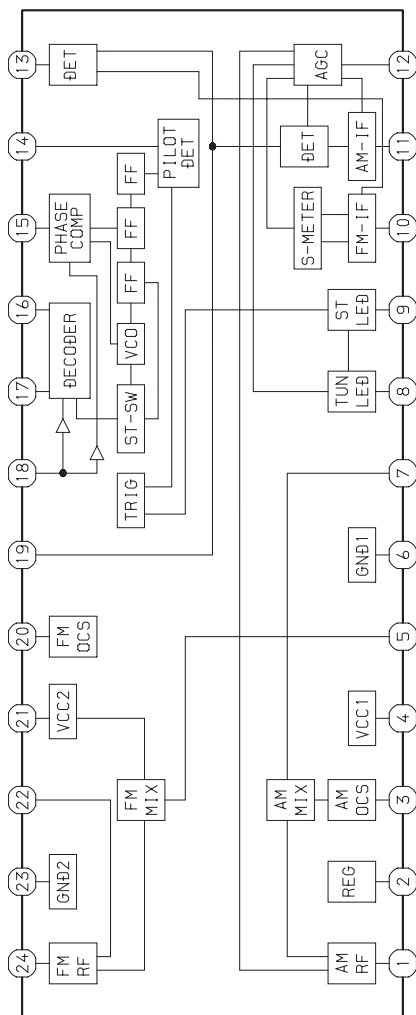 24
23
22
21
20
19
18
17
16
15
14
13
FM
RF
GND2
VCC2
FM
OCS
DECODER
PHASE
COMP
DET
FM
MIX
TRIG
ST-SW
VCO
FF
FF
FF
PILOT
DET
AM
MIX
S-METER
DET
AM
RF
REG
AM
OCS
VCC1
GND1
TUN
LED
ST
LED
FM-IF
AM-IF
AGC
1
2
3
4
5
6
7
8
9
10
11
12